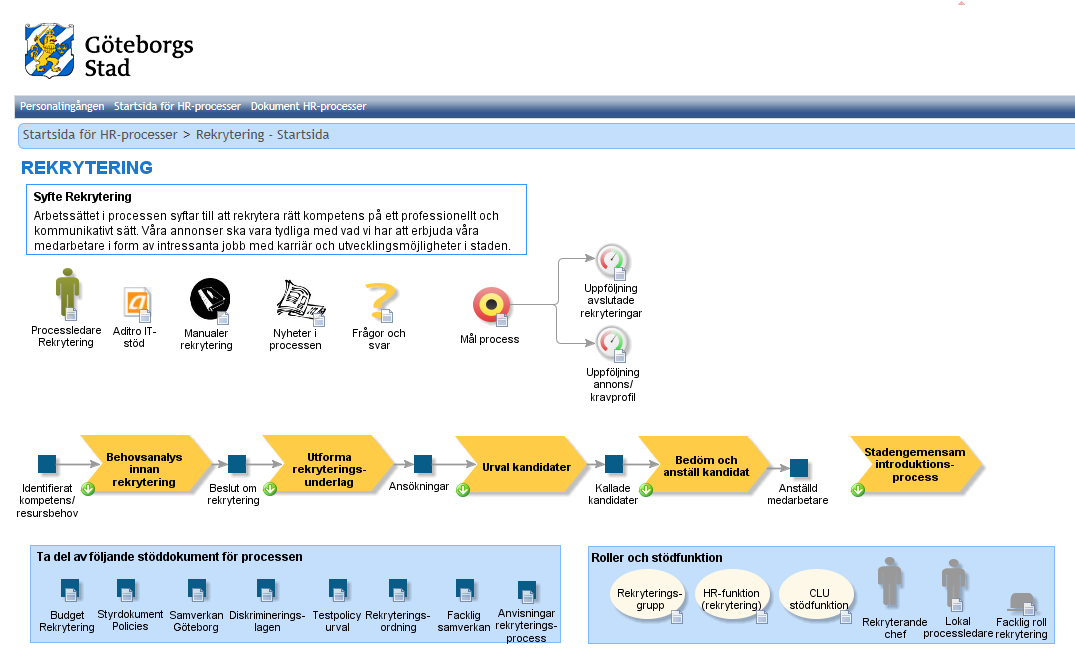 Göteborgs
Stad
Personalingången Startsida för HR-processer Dokument HR-processer
Startsida för HR-processer > Rekrytering - Startsida
REKRYTERING
Syfte Rekrytering
Arbetssättet i processen syftar till att rekrytera rätt kompetens på ett professionellt och
kommunikativt sätt. Våra annonser ska vara tydliga med vad vi har att erbjuda våra
medarbetare i form av intressanta jobb med karriär och utvecklingsmöjligheter i staden.
Processledare
Rekrytering
Aditro IT-
stöd
Manualer
rekrytering
Nyheter i
processen
Frågor och
svar
Mål process
Uppföljning
avslutade
rekryteringar
Uppföljning
annons/
kravprofil
Identifierat
kompetens/
resursbehov
Behovsanalys
innan
rekrytering
Beslut om
rekrytering
Utforma
rekryterings-
underlag
Ansökningar
Urval kandidater
Kallade
kandidater
Bedöm och
anställ kandidat
Anställd
medarbetare
Stadengemensam
introduktions-
process
Ta del av följande stöddokument för processen
Budget
Rekrytering
Styrdokument
Policies
Samverkan
Göteborg
Diskriminerings-
lagen
Testpolicy
urval
Rekryterings-
ordning
Facklig
samverkan
Anvisningar
rekryterings-
process
Roller och stödfunktion
Rekryterings-
grupp
HR-funktion
(rekrytering)
CLU
stödfunktion
Rekryterande
chef
Lokal
processledare
Facklig roll
rekrytering